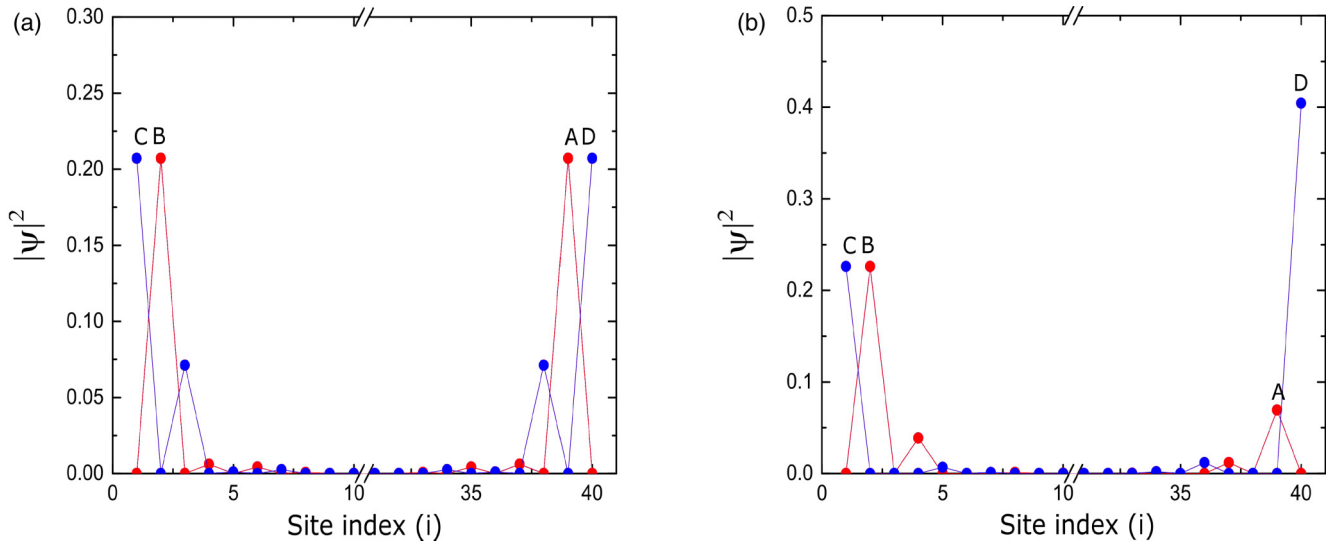 (a)
0.30
0.25
0.20
0.15
0.10
0.05
0.00
|ψ|²
C B
A D
0 5 10 35 40
Site index (i)
(b)
0.5
0.4
0.3
0.2
0.1
0.0
|ψ|²
C B
D
A
0 5 10 35 40
Site index (i)